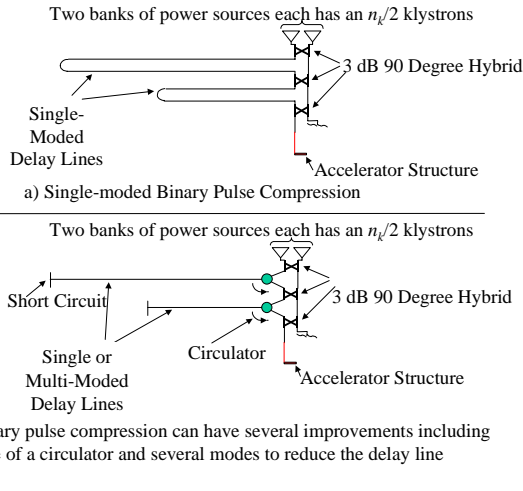 Two banks of power sources each has an nk/2 klystrons
3 dB 90 Degree Hybrid
Single-
Moded
Delay Lines
Accelerator Structure
a) Single-moded Binary Pulse Compression
Two banks of power sources each has an nk/2 klystrons
Short Circuit
3 dB 90 Degree Hybrid
Single or
Multi-Moded
Delay Lines
Circulator
Accelerator Structure
ary pulse compression can have several improvements including
of a circulator and several modes to reduce the delay line